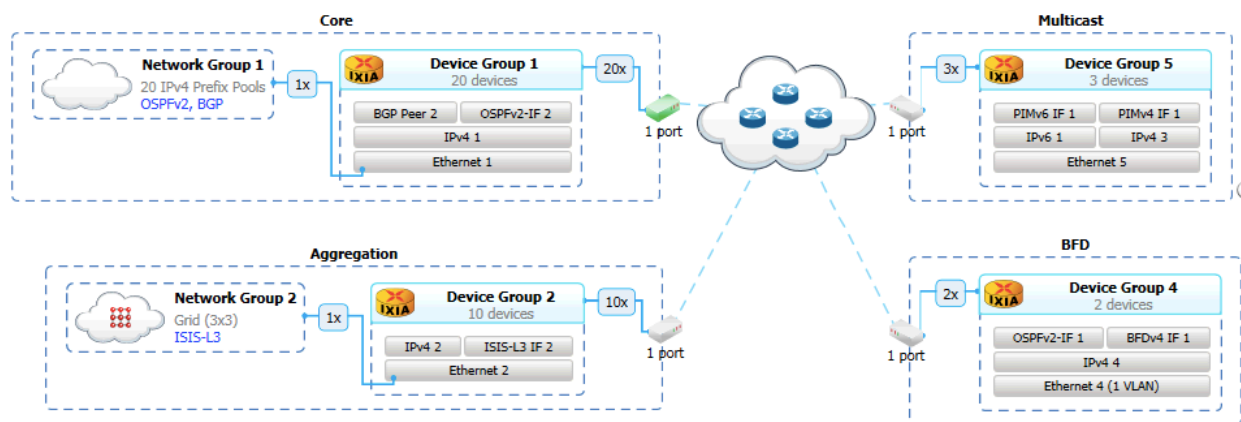 Core
Network Group 1
20 IPv4 Prefix Pools
OSPFv2, BGP
1x
IXIA
Device Group 1
20 devices
BGP Peer 2
OSPFv2-IF 2
IPv4 1
Ethernet 1
20x
1 port
Multicast
3x
1 port
IXIA
Device Group 5
3 devices
PIMv6 IF 1
PIMv4 IF 1
IPv6 1
IPv4 3
Ethernet 5
Aggregation
Network Group 2
Grid (3x3)
ISIS-L3
1x
IXIA
Device Group 2
10 devices
IPv4 2
ISIS-L3 IF 2
Ethernet 2
10x
1 port
BFD
2x
1 port
IXIA
Device Group 4
2 devices
OSPFv2-IF 1
BFDv4 IF 1
IPv4 4
Ethernet 4 (1 VLAN)